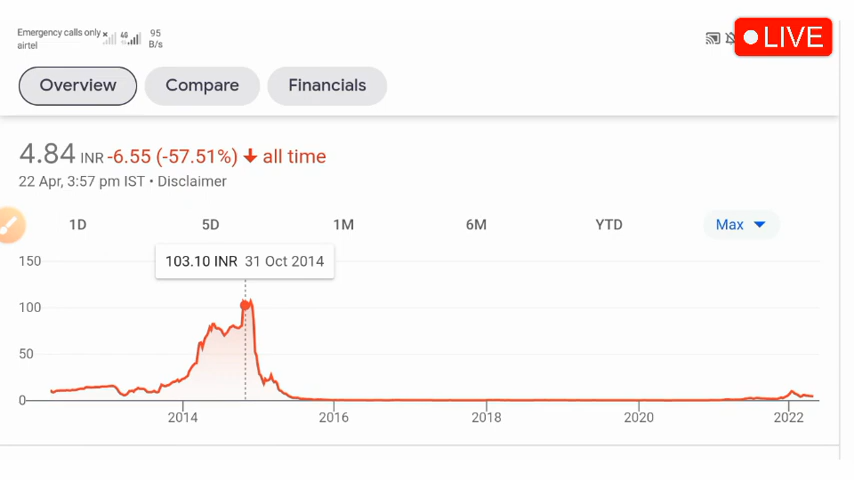 Emergency calls only
airtel
4G
95
B/s
LIVE
Overview
Compare
Financials
4.84 INR -6.55 (-57.51%) all time
22 Apr, 3:57 pm IST • Disclaimer
1D
5D
1M
6M
YTD
Max
103.10 INR 31 Oct 2014
150
100
50
0
2014
2016
2018
2020
2022